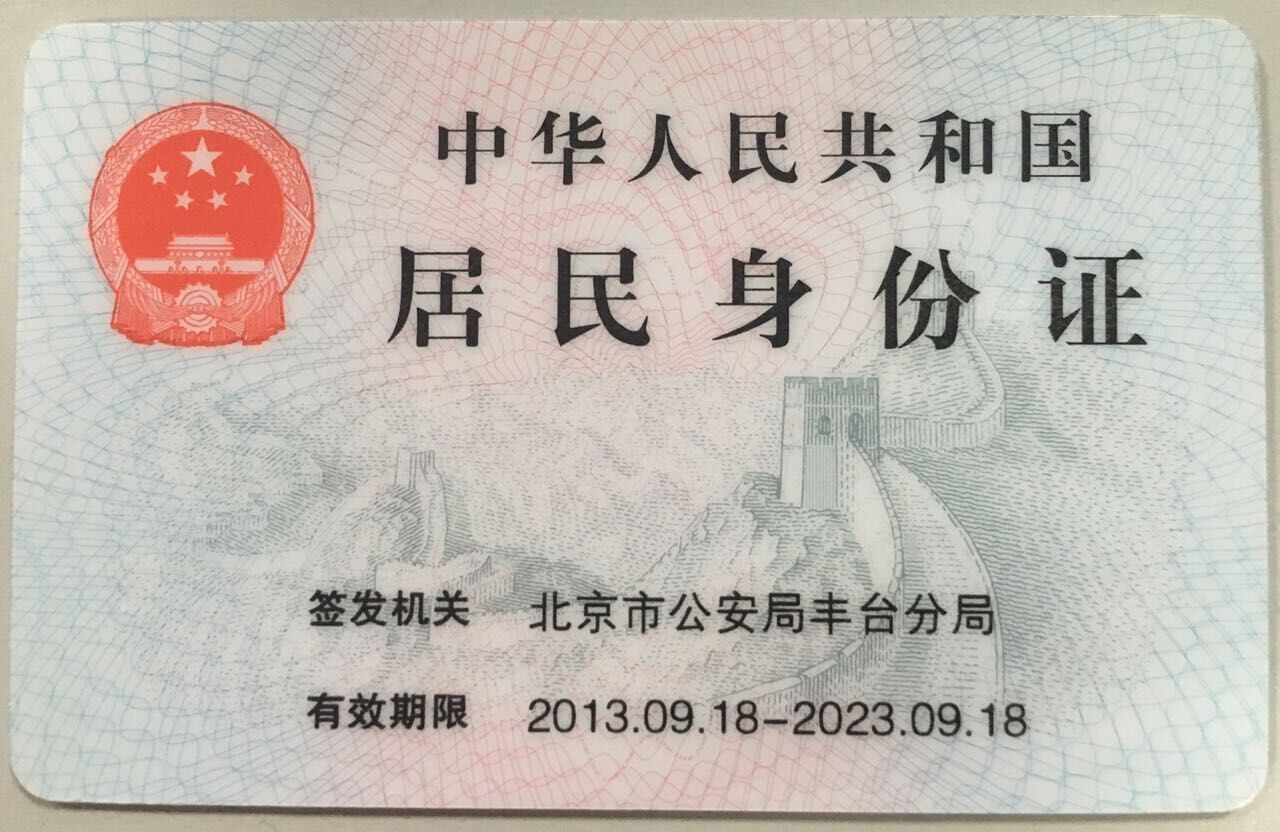 中华人民共和国
居民身份证
签发机关 北京市公安局丰台分局
有效期限 2013.09.18-2023.09.18